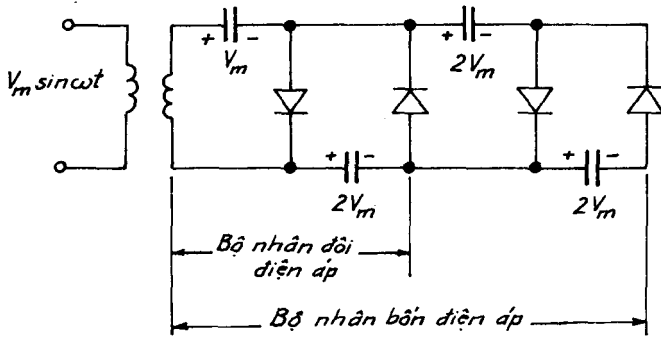 + -
V_m
+ -
2V_m
V_m sinωt
+ -
2V_m
+ -
2V_m
Bộ nhân đôi
điện áp
Bộ nhân bốn điện áp